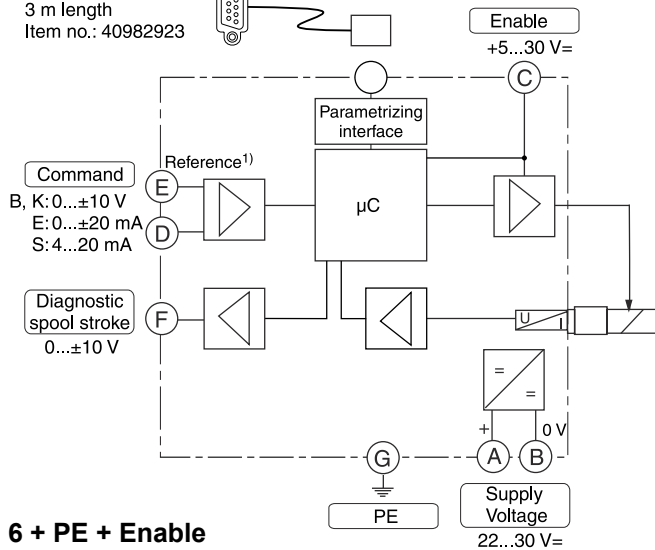 3 m length
Item no.: 40982923
Enable
+5...30 V=
C
Parametrizing
interface
Reference¹⁾
Command
B, K: 0...±10 V
E: 0...±20 mA
S: 4...20 mA
E
D
µC
Diagnostic
spool stroke
0...±10 V
F
U
I
=
=
+
0 V
G
A
B
PE
Supply
Voltage
22...30 V=
6 + PE + Enable